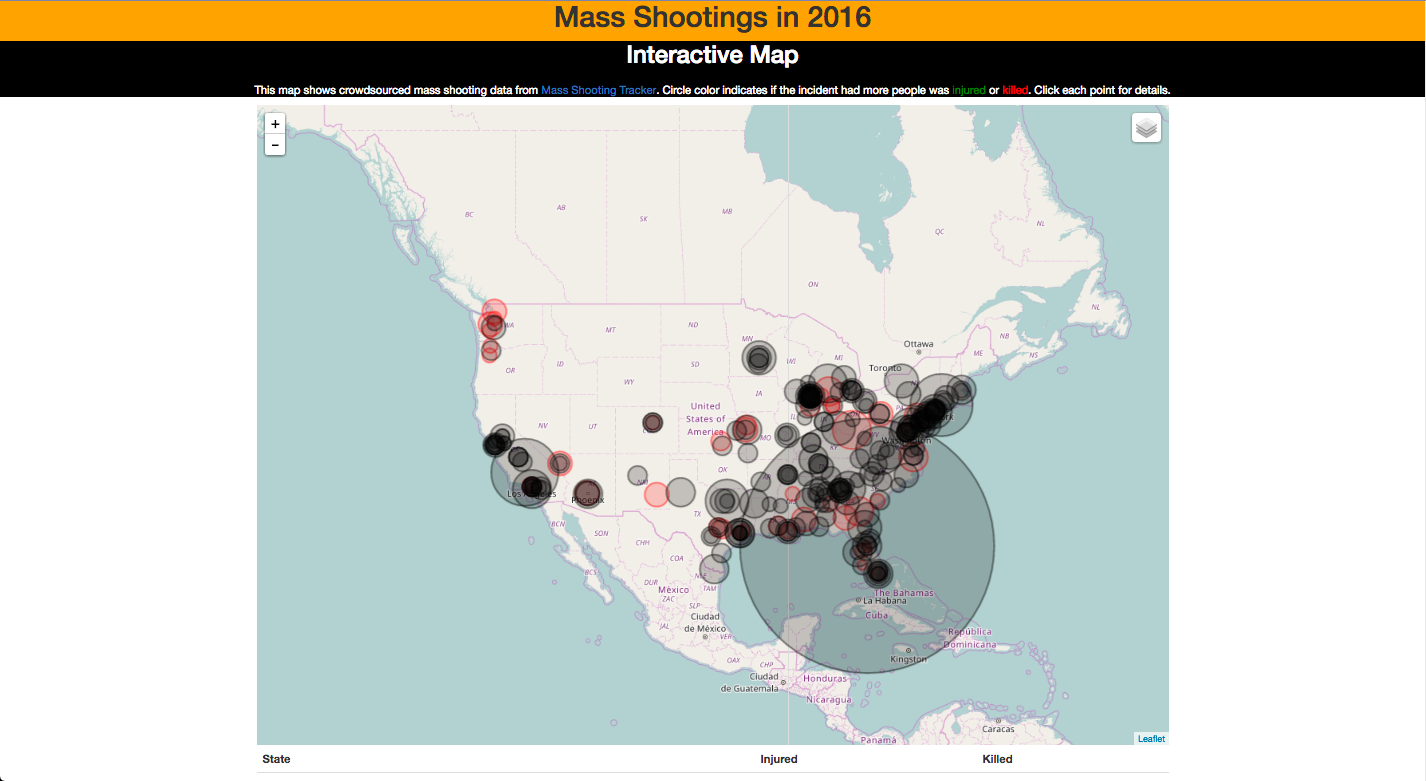 Mass Shootings in 2016
Interactive Map
This map shows crowdsourced mass shooting data from Mass Shooting Tracker. Circle color indicates if the incident had more people was injured or killed. Click each point for details.
+
−
BC
AB
SK
MB
ON
QC
NL
NL
NB
NS
ME
Ottawa
Toronto
WA
MT
ND
MN
WI
MI
OR
ID
WY
SD
IA
NV
UT
United
States of
America
MO
OK
TX
Los Angeles
Phoenix
Washington
BCN
SON
CHH
COA
BCS
DUR
México
ZAC
TAM
SLP
JAL
Ciudad
de México
VER
OAX
CHP
Ciudad
de Guatemala
Honduras
Nicaragua
Panamá
The Bahamas
La Habana
Cuba
República
Dominicana
Kingston
Caracas
Leaflet
State Injured Killed